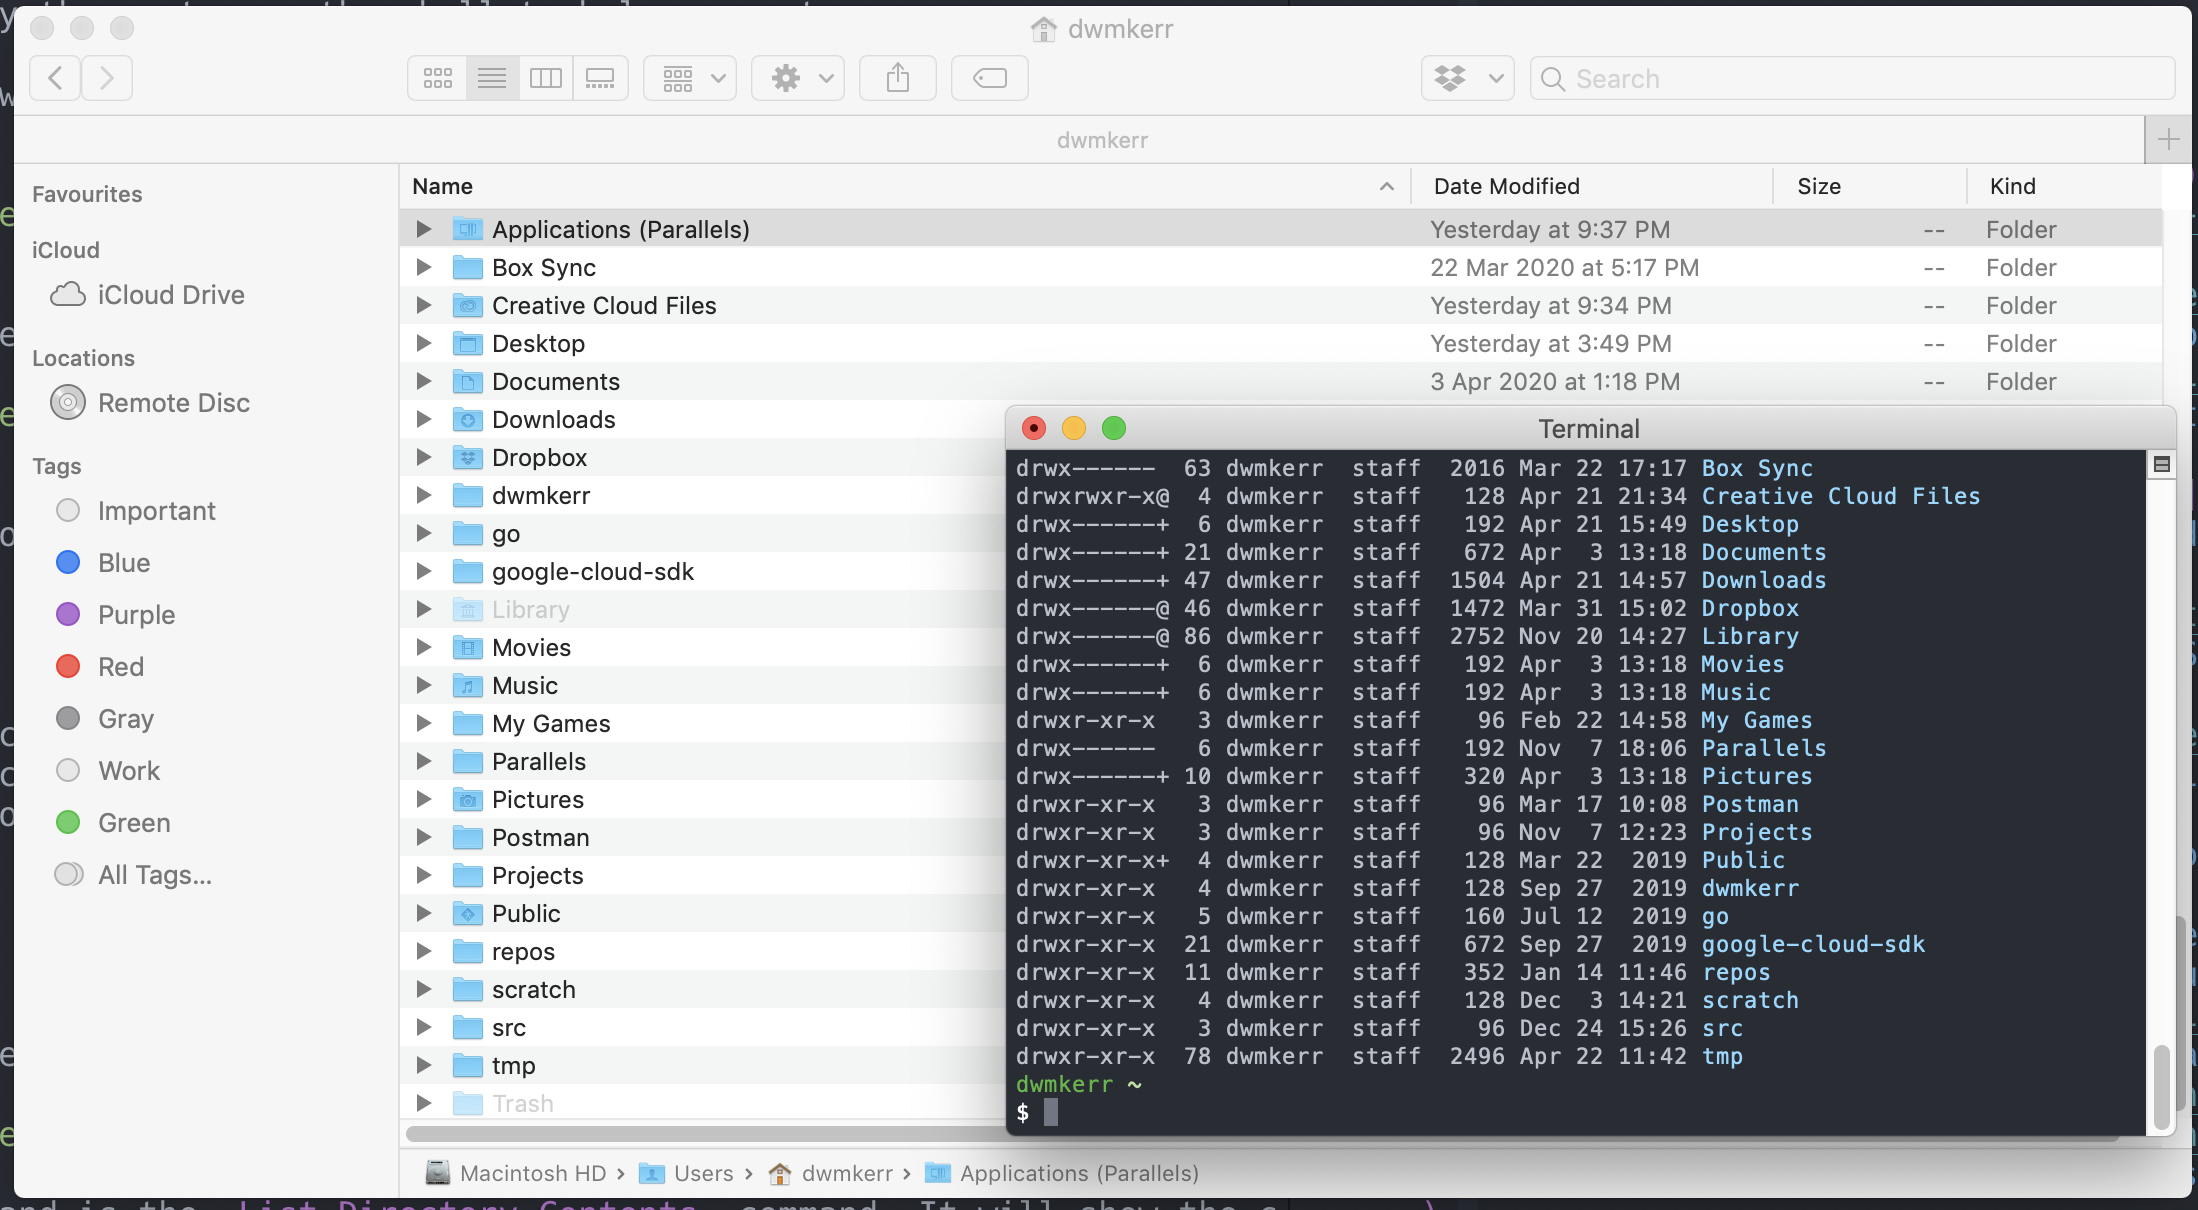 dwmkerr
Search
dwmkerr
Favourites
iCloud
iCloud Drive
Locations
Remote Disc
Tags
Important
Blue
Purple
Red
Gray
Work
Green
All Tags...
Name Date Modified Size Kind
Applications (Parallels) Yesterday at 9:37 PM -- Folder
Box Sync 22 Mar 2020 at 5:17 PM -- Folder
Creative Cloud Files Yesterday at 9:34 PM -- Folder
Desktop Yesterday at 3:49 PM -- Folder
Documents 3 Apr 2020 at 1:18 PM -- Folder
Downloads
Dropbox
dwmkerr
go
google-cloud-sdk
Library
Movies
Music
My Games
Parallels
Pictures
Postman
Projects
Public
repos
scratch
src
tmp
Trash
Macintosh HD › Users › dwmkerr › Applications (Parallels)
Terminal
drwx------  63 dwmkerr  staff  2016 Mar 22 17:17 Box Sync
drwxrwxr-x@  4 dwmkerr  staff   128 Apr 21 21:34 Creative Cloud Files
drwx------+  6 dwmkerr  staff   192 Apr 21 15:49 Desktop
drwx------+ 21 dwmkerr  staff   672 Apr  3 13:18 Documents
drwx------+ 47 dwmkerr  staff  1504 Apr 21 14:57 Downloads
drwx------@ 46 dwmkerr  staff  1472 Mar 31 15:02 Dropbox
drwx------@ 86 dwmkerr  staff  2752 Nov 20 14:27 Library
drwx------+  6 dwmkerr  staff   192 Apr  3 13:18 Movies
drwx------+  6 dwmkerr  staff   192 Apr  3 13:18 Music
drwxr-xr-x   3 dwmkerr  staff    96 Feb 22 14:58 My Games
drwx------   6 dwmkerr  staff   192 Nov  7 18:06 Parallels
drwx------+ 10 dwmkerr  staff   320 Apr  3 13:18 Pictures
drwxr-xr-x   3 dwmkerr  staff    96 Mar 17 10:08 Postman
drwxr-xr-x   3 dwmkerr  staff    96 Nov  7 12:23 Projects
drwxr-xr-x+  4 dwmkerr  staff   128 Mar 22  2019 Public
drwxr-xr-x   4 dwmkerr  staff   128 Sep 27  2019 dwmkerr
drwxr-xr-x   5 dwmkerr  staff   160 Jul 12  2019 go
drwxr-xr-x  21 dwmkerr  staff   672 Sep 27  2019 google-cloud-sdk
drwxr-xr-x  11 dwmkerr  staff   352 Jan 14 11:46 repos
drwxr-xr-x   4 dwmkerr  staff   128 Dec  3 14:21 scratch
drwxr-xr-x   3 dwmkerr  staff    96 Dec 24 15:26 src
drwxr-xr-x  78 dwmkerr  staff  2496 Apr 22 11:42 tmp
dwmkerr ~
$
and is the List Directory Contents command. It will show the c